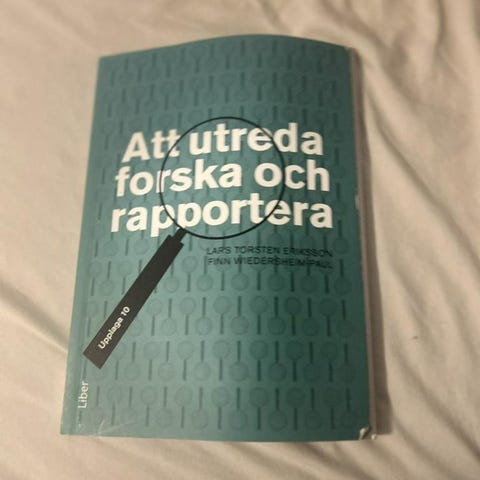 Att utreda
forska och
rapportera
LARS TORSTEN ERIKSSON
FINN WIEDERSHEIM-PAUL
Upplaga 10
Liber